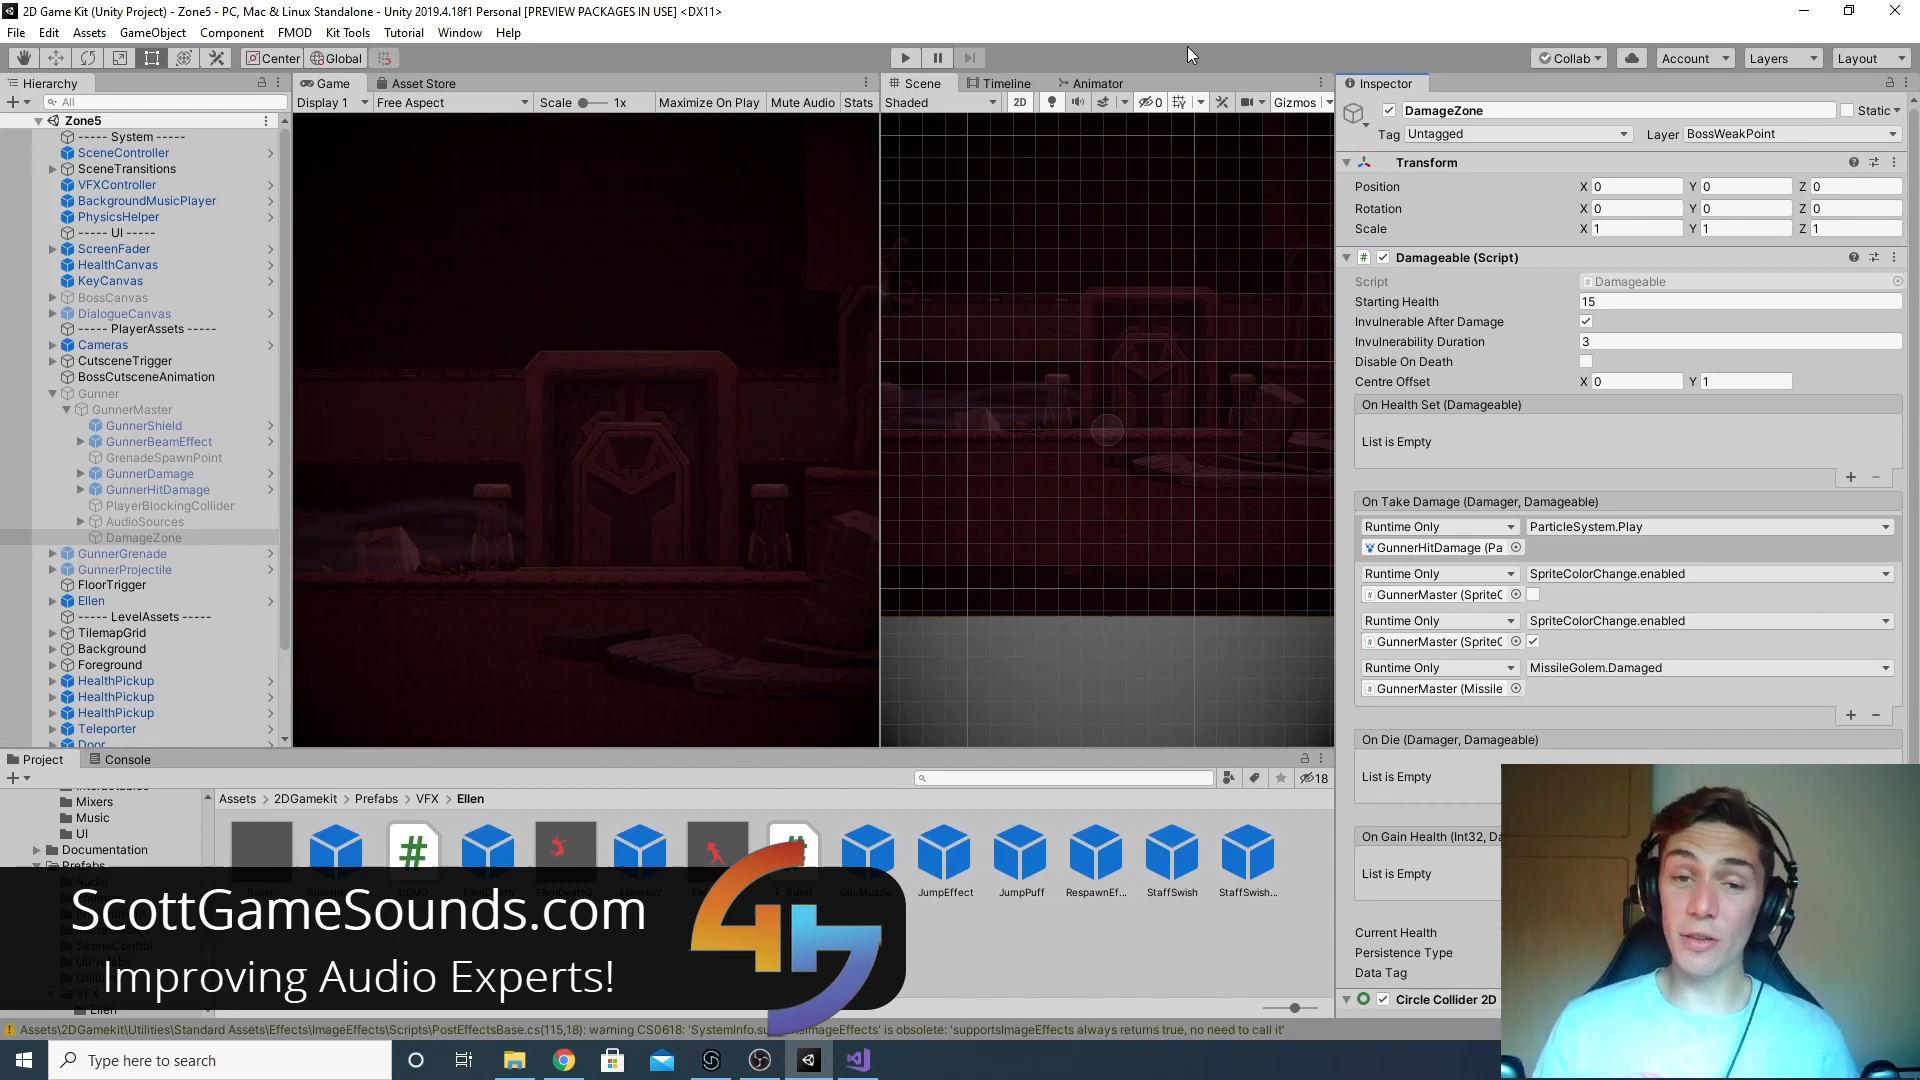 2D Game Kit (Unity Project) - Zone5 - PC, Mac & Linux Standalone - Unity 2019.4.18f1 Personal [PREVIEW PACKAGES IN USE] <DX11>
File Edit Assets GameObject Component FMOD Kit Tools Tutorial Window Help
Center Global Collab Account Layers Layout
Hierarchy
All
Zone5
----- System -----
SceneController
SceneTransitions
VFXController
BackgroundMusicPlayer
PhysicsHelper
----- UI -----
ScreenFader
HealthCanvas
KeyCanvas
BossCanvas
DialogueCanvas
----- PlayerAssets -----
Cameras
CutsceneTrigger
BossCutsceneAnimation
Gunner
GunnerMaster
GunnerShield
GunnerBeamEffect
GrenadeSpawnPoint
GunnerDamage
GunnerHitDamage
PlayerBlockingCollider
AudioSources
DamageZone
GunnerGrenade
GunnerProjectile
FloorTrigger
Ellen
----- LevelAssets -----
TilemapGrid
Background
Foreground
HealthPickup
HealthPickup
HealthPickup
Teleporter
Door
Game Asset Store
Display 1 Free Aspect Scale 1x Maximize On Play Mute Audio Stats
Scene Timeline Animator
Shaded 2D 0 Gizmos
Inspector
DamageZone Static
Tag Untagged Layer BossWeakPoint
Transform
Position X 0 Y 0 Z 0
Rotation X 0 Y 0 Z 0
Scale X 1 Y 1 Z 1
# Damageable (Script)
Script # Damageable
Starting Health 15
Invulnerable After Damage
Invulnerability Duration 3
Disable On Death
Centre Offset X 0 Y 1
On Health Set (Damageable)
List is Empty
On Take Damage (Damager, Damageable)
Runtime Only ParticleSystem.Play
GunnerHitDamage (Pa
Runtime Only SpriteColorChange.enabled
GunnerMaster (SpriteC
Runtime Only SpriteColorChange.enabled
GunnerMaster (SpriteC
Runtime Only MissileGolem.Damaged
GunnerMaster (Missile
On Die (Damager, Damageable)
List is Empty
On Gain Health (Int32, Da
List is Empty
Current Health
Persistence Type
Data Tag
Circle Collider 2D
Project Console
18
Mixers
Music
UI
Documentation
Prefabs
Audio
SceneControl
UIPrefabs
VFX
Ellen
Assets > 2DGamekit > Prefabs > VFX > Ellen
JumpEffect JumpPuff RespawnEf... StaffSwish StaffSwish...
ScottGameSounds.com
Improving Audio Experts!
Assets\2DGamekit\Utilities\Standard Assets\Effects\ImageEffects\Scripts\PostEffectsBase.cs(115,18): warning CS0618: 'SystemInfo.supportsImageEffects' is obsolete: 'supportsImageEffects always returns true, no need to call it'
Type here to search